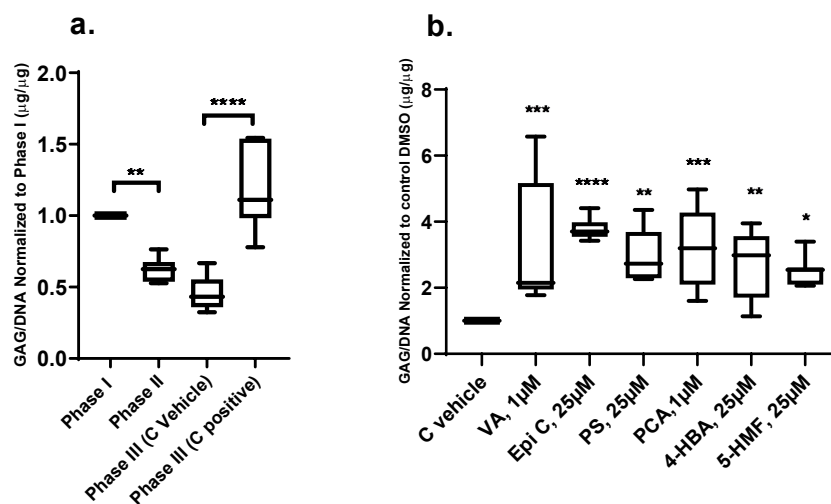 a.
GAG/DNA Normalized to Phase I (µg/µg)
2.0
1.5
1.0
0.5
0.0
**
****
Phase I
Phase II
Phase III (C Vehicle)
Phase III (C positive)
b.
GAG/DNA Normalized to control DMSO (µg/µg)
8
6
4
2
0
***
****
**
***
**
*
C vehicle
VA, 1µM
Epi C, 25µM
PS, 25µM
PCA,1µM
4-HBA, 25µM
5-HMF, 25µM